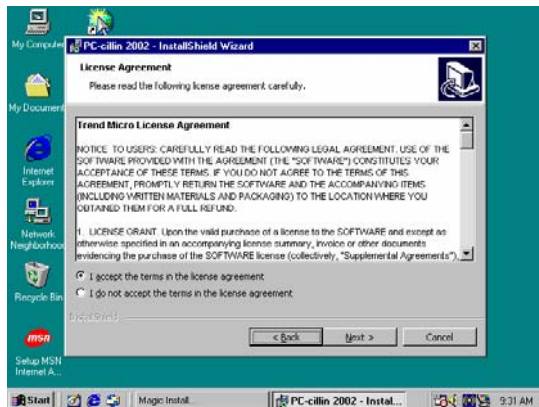 My Computer
PC-cillin 2002 - InstallShield Wizard
License Agreement
Please read the following license agreement carefully.
My Document
Trend Micro License Agreement
NOTICE TO USERS: CAREFULLY READ THE FOLLOWING LEGAL AGREEMENT. USE OF THE
SOFTWARE PROVIDED WITH THE AGREEMENT (THE "SOFTWARE") CONSTITUTES YOUR
ACCEPTANCE OF THESE TERMS. IF YOU DO NOT AGREE TO THE TERMS OF THIS
AGREEMENT, PROMPTLY RETURN THE SOFTWARE AND THE ACCOMPANYING ITEMS
(INCLUDING WRITTEN MATERIALS AND PACKAGING) TO THE LOCATION WHERE YOU
OBTAINED THEM FOR A FULL REFUND.
Internet
Explorer
1. LICENSE GRANT. Upon the valid purchase of a license to the SOFTWARE and except as
otherwise specified in an accompanying license summary, invoice or other documents
evidencing the purchase of the SOFTWARE license (collectively, "Supplemental Agreements"),
Network
Neighborhood
I accept the terms in the license agreement
I do not accept the terms in the license agreement
Recycle Bin
InstallShield
< Back
Next >
Cancel
msn
Setup MSN
Internet A...
Start
Magic Install...
PC-cillin 2002 - Instal...
9:31 AM